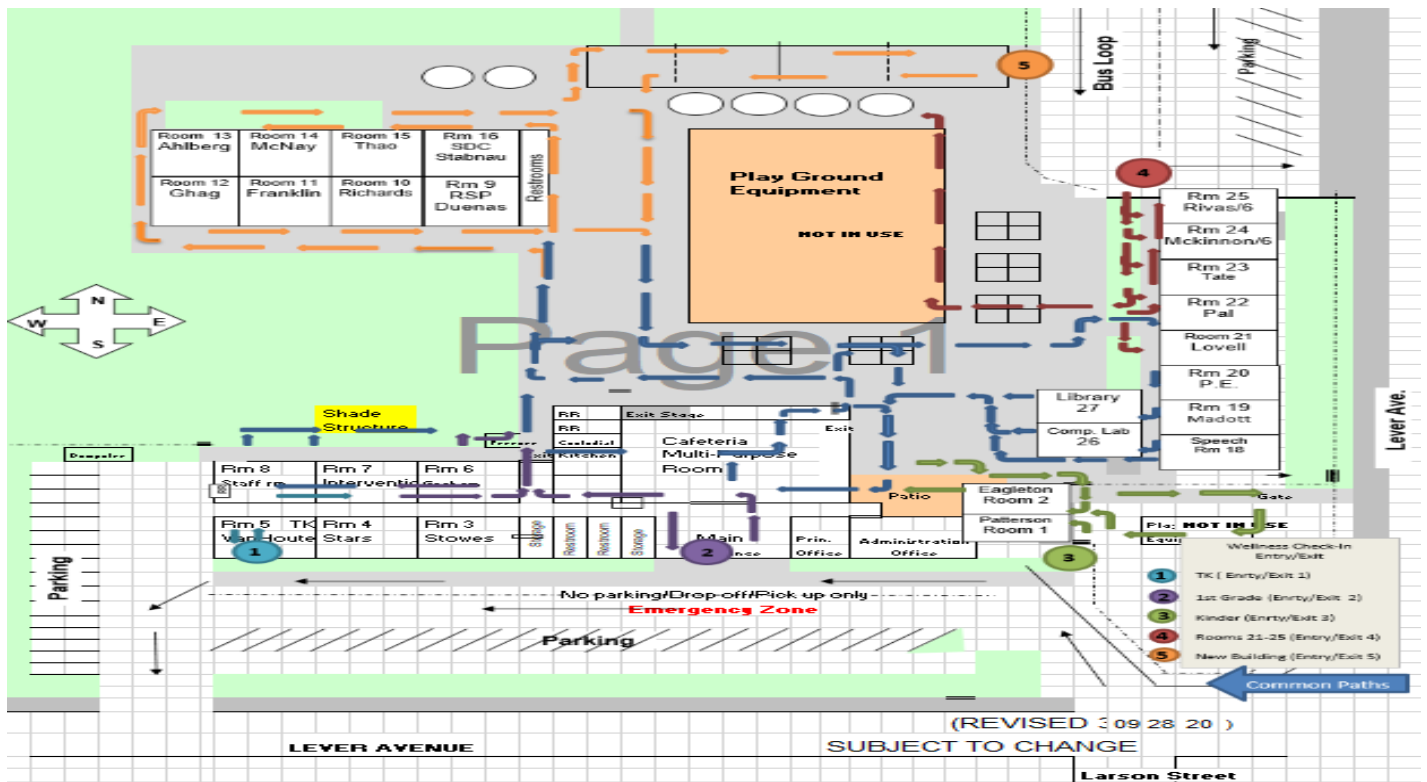 5
Bus Loop
Parking
Room 13
Ahlberg
Room 14
McNay
Room 15
Thao
Rm 16
SDC
Stabnau
Restrooms
Room 12
Ghag
Room 11
Franklin
Room 10
Richards
Rm 9
RSP
Duenas
Play Ground
Equipment
NOT IN USE
4
Rm 25
Rivas/6
Rm 24
Mckinnon/6
Rm 23
Tate
Rm 22
Pal
Room 21
Lovell
Rm 20
P.E.
Rm 19
Madott
Speech
Rm 18
N
W
E
S
Page 1
Library
27
Comp. Lab
26
Lever Ave.
Shade
Structure
RR
Exit Stage
RR
Custodial
Kitchen
Exit
Cafeteria
Multi-Purpose
Room
Exit
Dumpster
Rm 8
Staff rm
Rm 7
Rm 6
Patio
Eagleton
Room 2
Patterson
Room 1
Gate
NOT IN USE
Rm 5 TK
Rm 4
Stars
Rm 3
Stowes
Storage
Restroom
Restroom
Storage
Main
Prin.
Office
Administration
Office
1
2
3
Parking
No parking/Drop-off/Pick up only
Emergency Zone
Parking
Wellness Check-In
Entry/Exit
1 TK ( Enrty/Exit 1)
2 1st Grade (Enrty/Exit 2)
3 Kinder (Enrty/Exit 3)
4 Rooms 21-25 (Entry/Exit 4)
5 New Building (Entry/Exit 5)
Common Paths
(REVISED 09 28 20 )
SUBJECT TO CHANGE
LEVER AVENUE
Larson Street